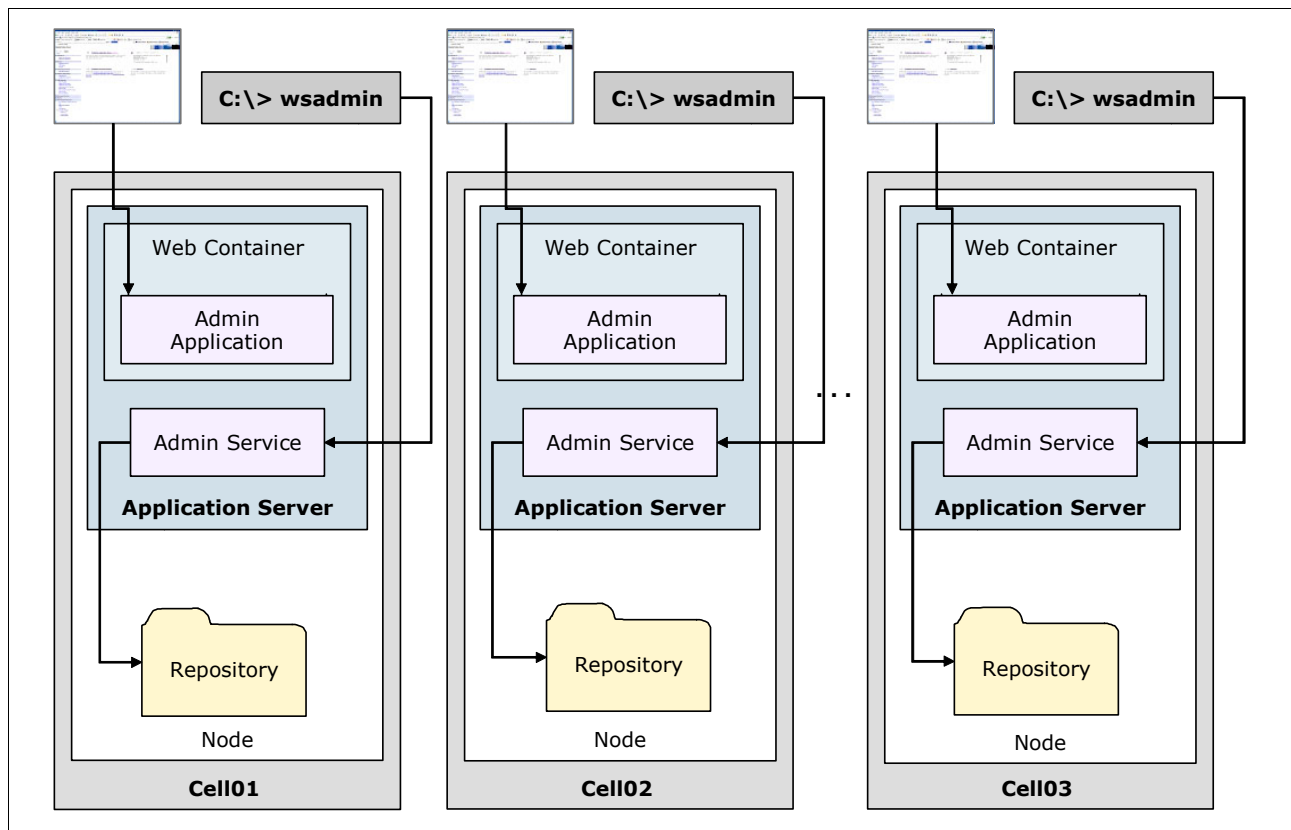 C:\> wsadmin
C:\> wsadmin
C:\> wsadmin
Web Container
Admin
Application
Admin Service
Application Server
Repository
Node
Cell01
Web Container
Admin
Application
Admin Service
Application Server
Repository
Node
Cell02
...
Web Container
Admin
Application
Admin Service
Application Server
Repository
Node
Cell03